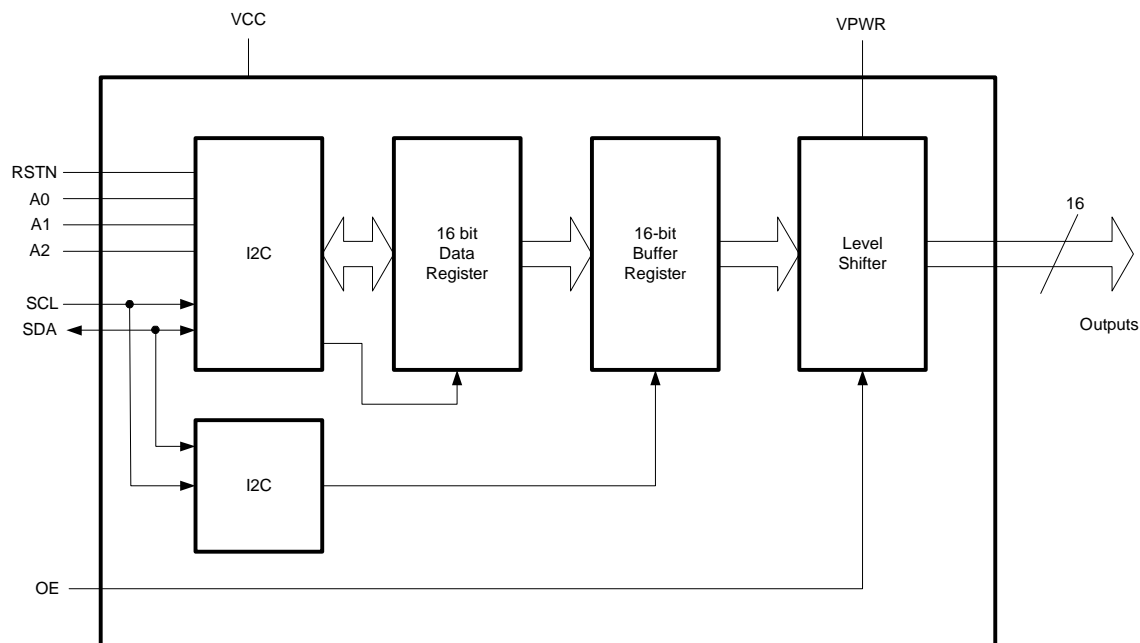 VCC
VPWR
RSTN
A0
A1
A2
SCL
SDA
I2C
16 bit
Data
Register
16-bit
Buffer
Register
Level
Shifter
16
Outputs
I2C
OE